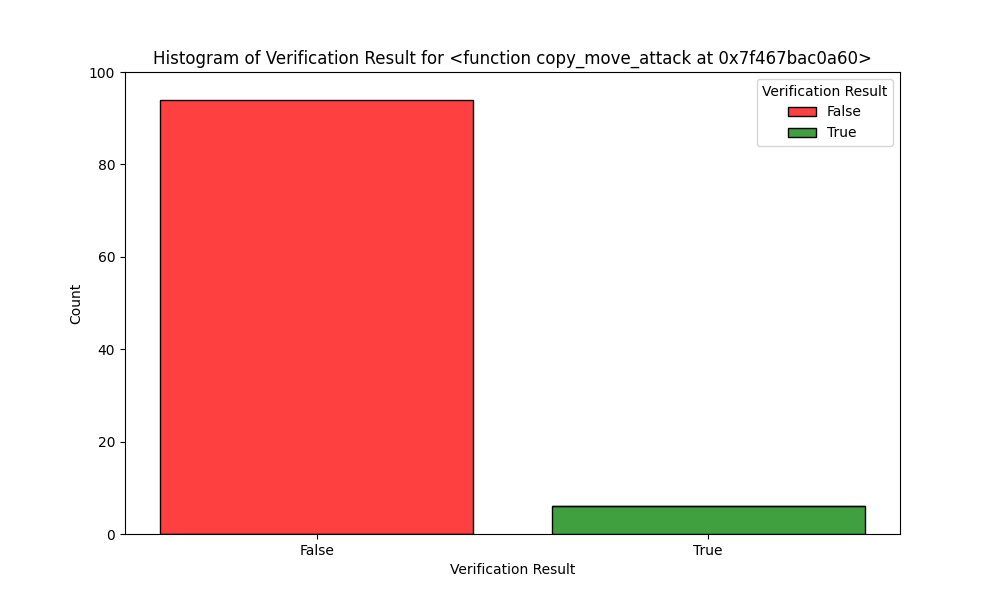 Histogram of Verification Result for <function copy_move_attack at 0x7f467bac0a60>
100
80
60
40
20
0
Count
Verification Result
False
True
False
True
Verification Result